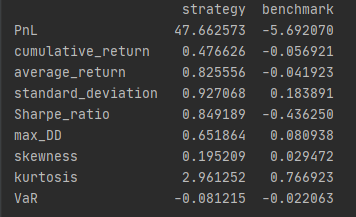 strategy benchmark
PnL 47.662573 -5.692070
cumulative_return 0.476626 -0.056921
average_return 0.825556 -0.041923
standard_deviation 0.927068 0.183891
Sharpe_ratio 0.849189 -0.436250
max_DD 0.651864 0.080938
skewness 0.195209 0.029472
kurtosis 2.961252 0.766923
VaR -0.081215 -0.022063